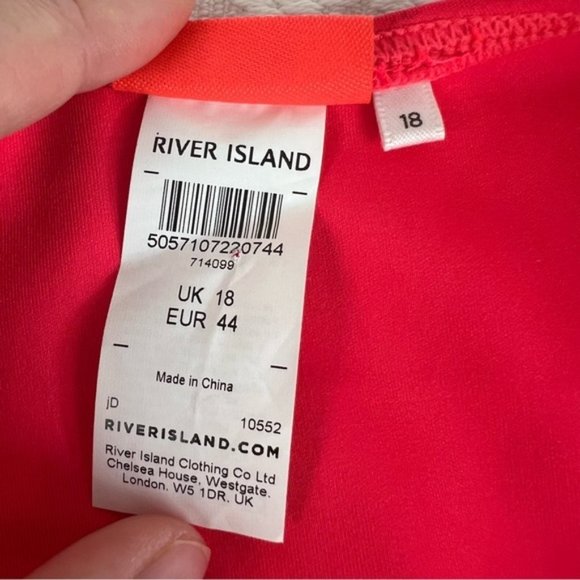 RIVER ISLAND
18
5057107220744
714099
UK 18
EUR 44
Made in China
jD 10552
RIVERISLAND.COM
River Island Clothing Co Ltd
Chelsea House, Westgate.
London. W5 1DR. UK